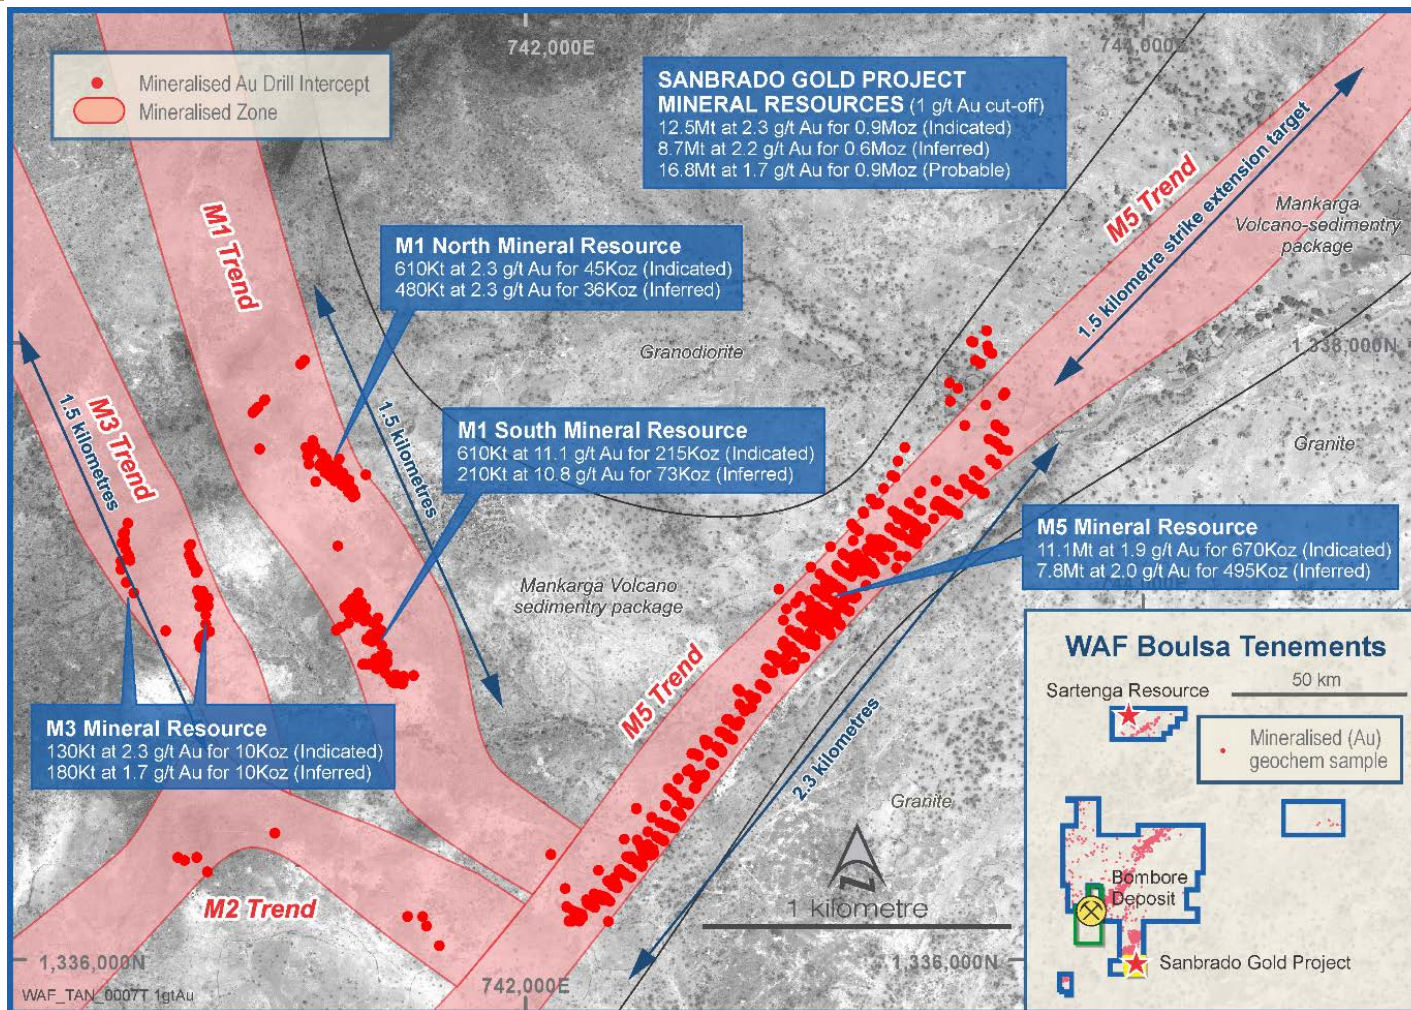 742,000E
744,000E
Mineralised Au Drill Intercept
Mineralised Zone
SANBRADO GOLD PROJECT
MINERAL RESOURCES (1 g/t Au cut-off)
12.5Mt at 2.3 g/t Au for 0.9Moz (Indicated)
8.7Mt at 2.2 g/t Au for 0.6Moz (Inferred)
16.8Mt at 1.7 g/t Au for 0.9Moz (Probable)
M5 Trend
1.5 kilometre strike extension target
Mankarga
Volcano-sedimentry
package
M1 Trend
M1 North Mineral Resource
610Kt at 2.3 g/t Au for 45Koz (Indicated)
480Kt at 2.3 g/t Au for 36Koz (Inferred)
Granodiorite
1,338,000N
M3 Trend
1.5 kilometres
1.5 kilometres
M1 South Mineral Resource
610Kt at 11.1 g/t Au for 215Koz (Indicated)
210Kt at 10.8 g/t Au for 73Koz (Inferred)
Granite
M5 Mineral Resource
11.1Mt at 1.9 g/t Au for 670Koz (Indicated)
7.8Mt at 2.0 g/t Au for 495Koz (Inferred)
744,000E
Mankarga Volcano
sedimentry package
M5 Trend
2.3 kilometres
M3 Mineral Resource
130Kt at 2.3 g/t Au for 10Koz (Indicated)
180Kt at 1.7 g/t Au for 10Koz (Inferred)
Granite
M2 Trend
1 kilometre
1,336,000N
1,336,000N
742,000E
WAF_TAN_0007T 1gtAu
WAF Boulsa Tenements
Sartenga Resource
50 km
Mineralised (Au)
geochem sample
Bombore
Deposit
Sanbrado Gold Project